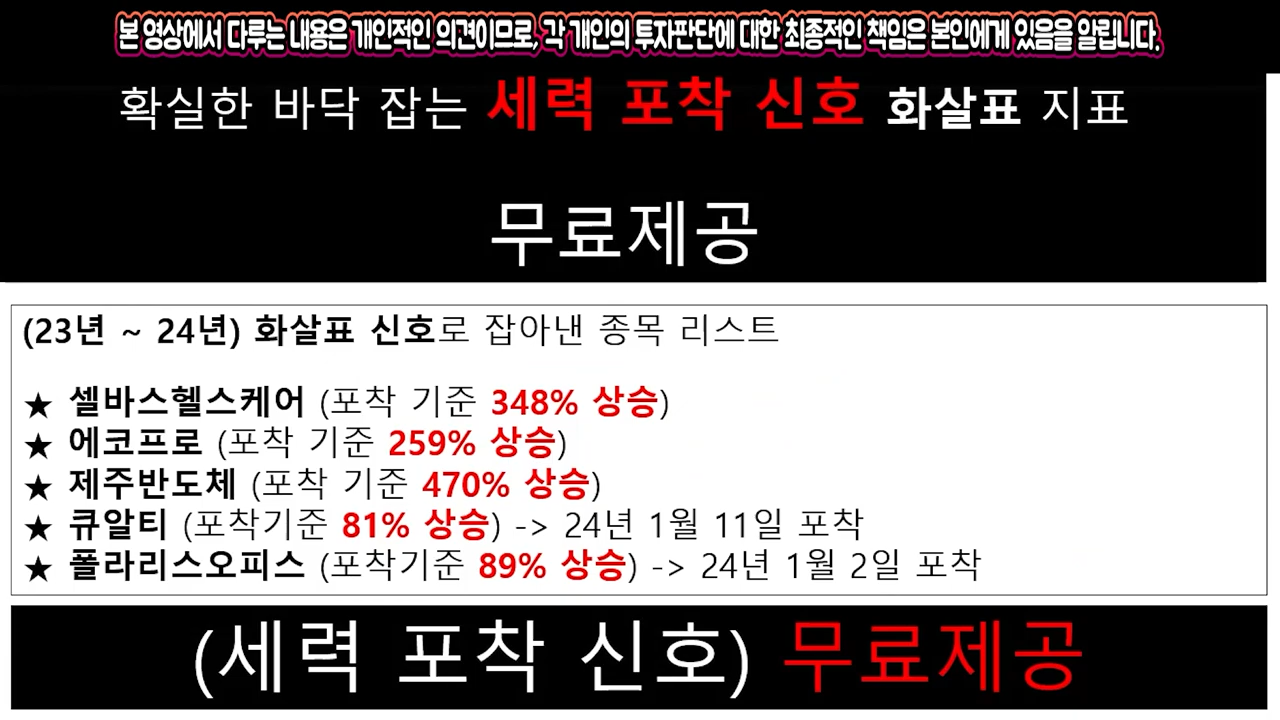 본 영상에서 다루는 내용은 개인적인 의견이므로, 각 개인의 투자판단에 대한 최종적인 책임은 본인에게 있음을 알립니다.
확실한 바닥 잡는 세력 포착 신호 화살표 지표
무료제공
(23년 ~ 24년) 화살표 신호로 잡아낸 종목 리스트
★ 셀바스헬스케어 (포착 기준 348% 상승)
★ 에코프로 (포착 기준 259% 상승)
★ 제주반도체 (포착 기준 470% 상승)
★ 큐알티 (포착기준 81% 상승) -> 24년 1월 11일 포착
★ 폴라리스오피스 (포착기준 89% 상승) -> 24년 1월 2일 포착
(세력 포착 신호) 무료제공